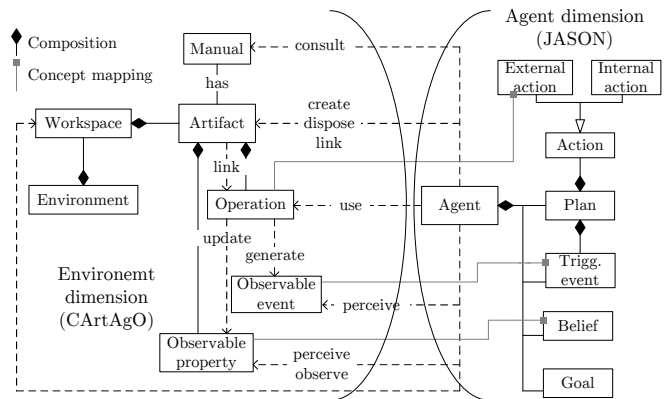 Agent dimension
(JASON)
Composition
Concept mapping
Manual
consult
has
External
action
Internal
action
Workspace
Artifact
create
dispose
link
Action
link
Environment
Operation
use
Agent
Plan
update
generate
Environemt
dimension
(CArtAgO)
Observable
event
perceive
Trigg.
event
Observable
property
perceive
observe
Belief
Goal